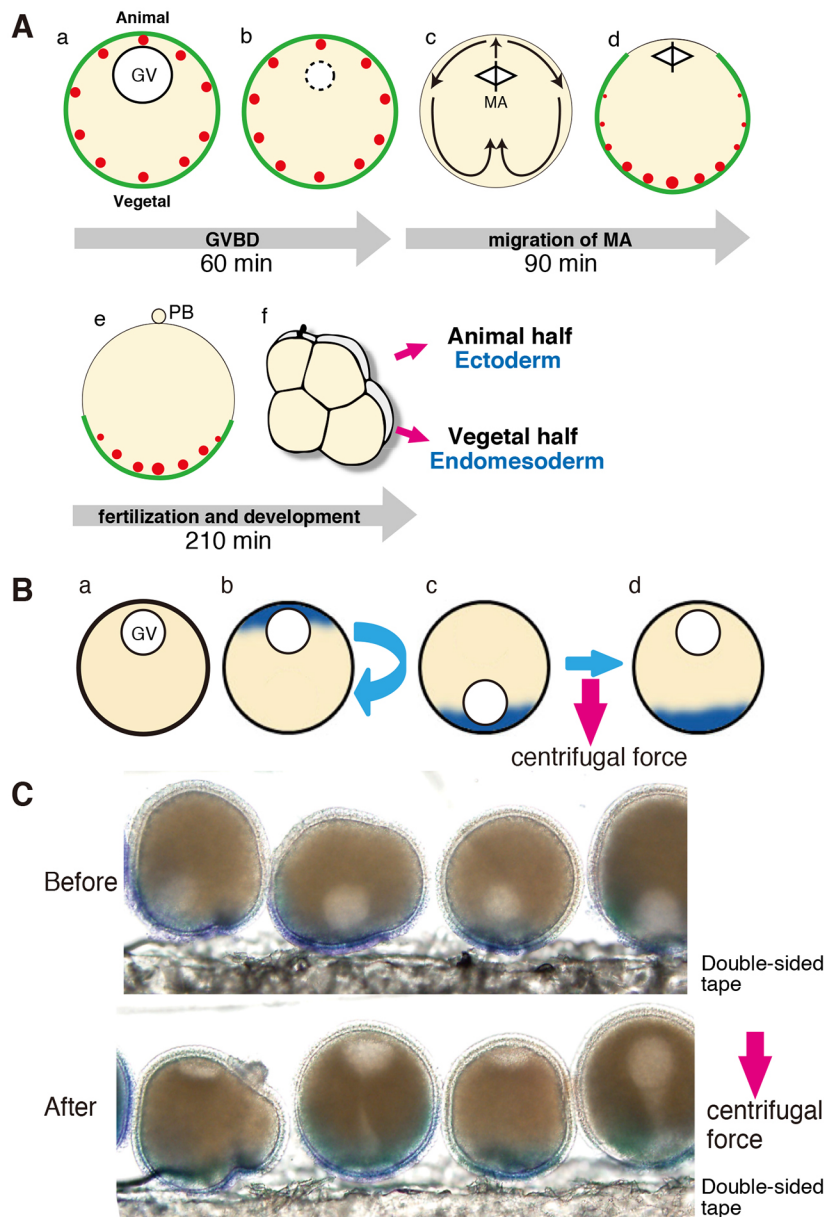 A
Animal
a
b
c
d
GV
MA
Vegetal
GVBD
60 min
migration of MA
90 min
e
PB
f
Animal half
Ectoderm
Vegetal half
Endomesoderm
fertilization and development
210 min
B
a
b
c
d
GV
centrifugal force
C
Before
Double-sided
tape
After
centrifugal
force
Double-sided
tape